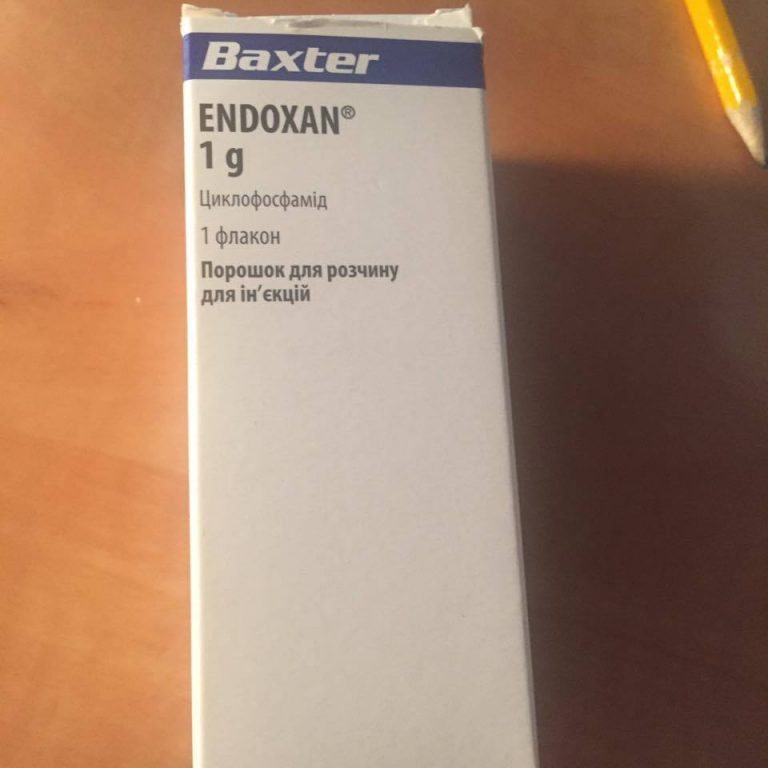 Baxter
ENDOXAN®
1 g
Циклофосфамід
1 флакон
Порошок для розчину
для ін’єкцій